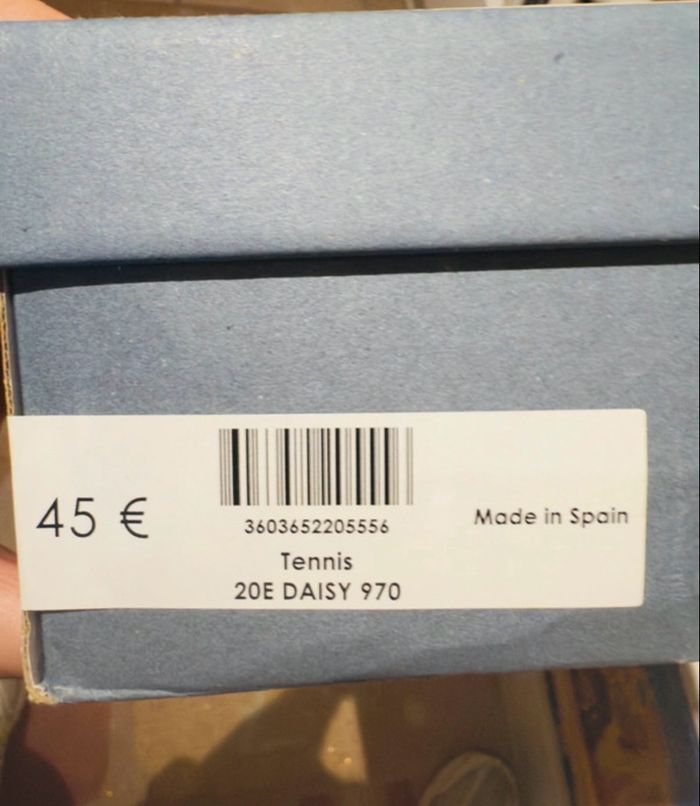 45 €
3603652205556
Made in Spain
Tennis
20E DAISY 970